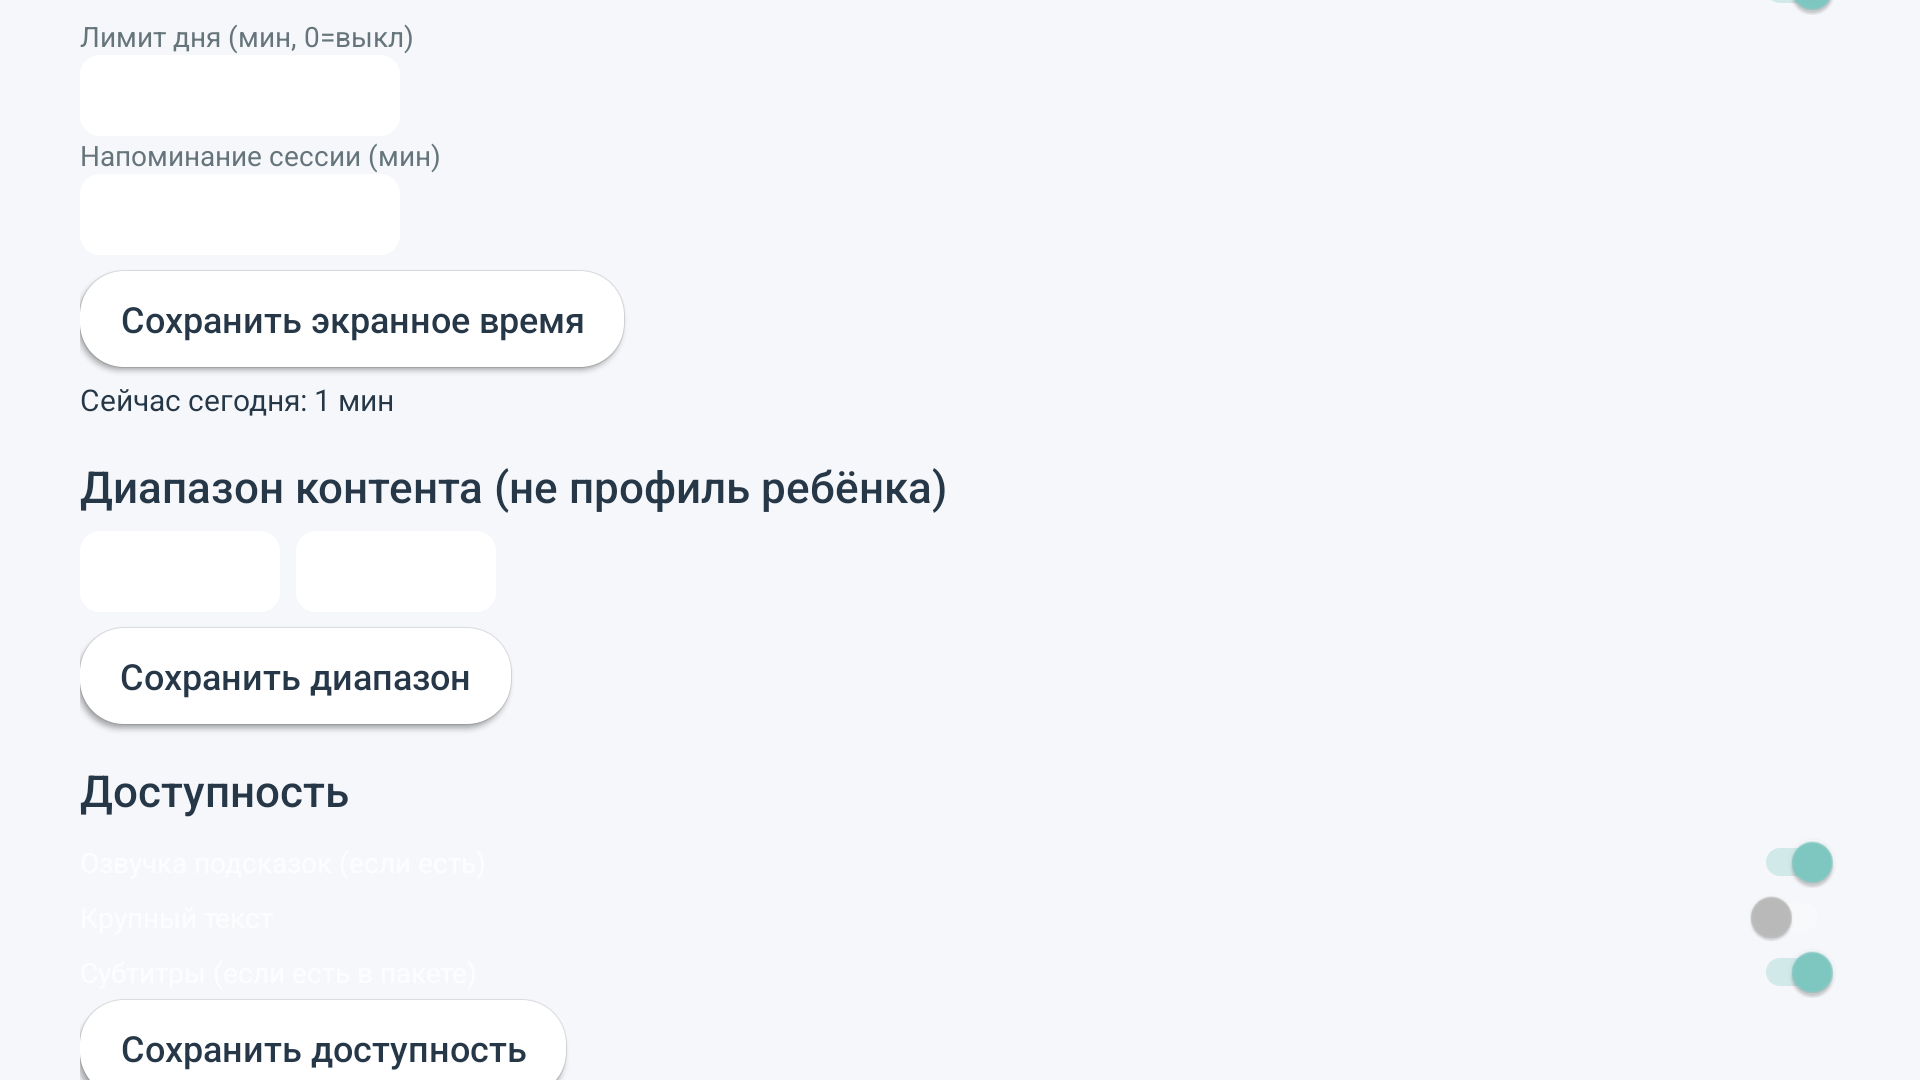 Лимит дня (мин, 0=выкл)
Напоминание сессии (мин)
Сохранить экранное время
Сейчас сегодня: 1 мин
Диапазон контента (не профиль ребёнка)
Сохранить диапазон
Доступность
Озвучка подсказок (если есть)
Крупный текст
Субтитры (если есть в пакете)
Сохранить доступность